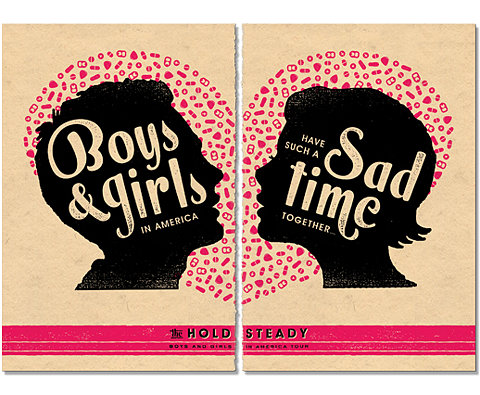 Boys
& girls
IN AMERICA
HAVE
SUCH A
Sad
time
TOGETHER...
THE HOLD STEADY
BOYS AND GIRLS IN AMERICA TOUR